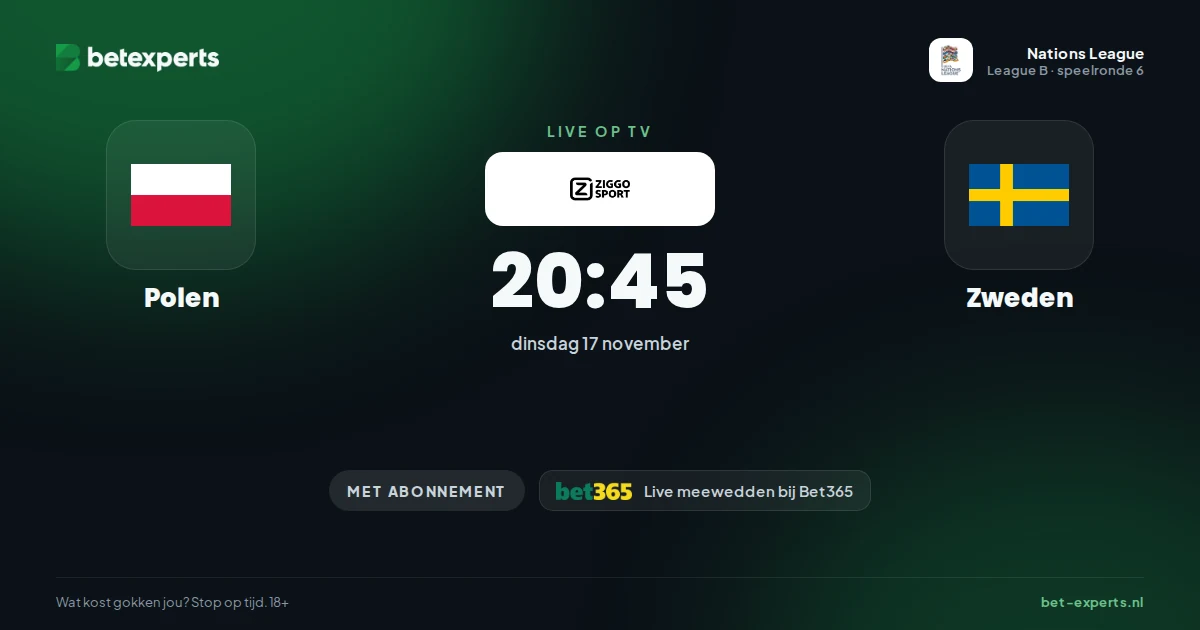 betexperts
Nations League
League B · speelronde 6
LIVE OP TV
ZIGGO
SPORT
20:45
dinsdag 17 november
Polen
Zweden
MET ABONNEMENT
bet365 Live meewedden bij Bet365
Wat kost gokken jou? Stop op tijd. 18+
bet-experts.nl